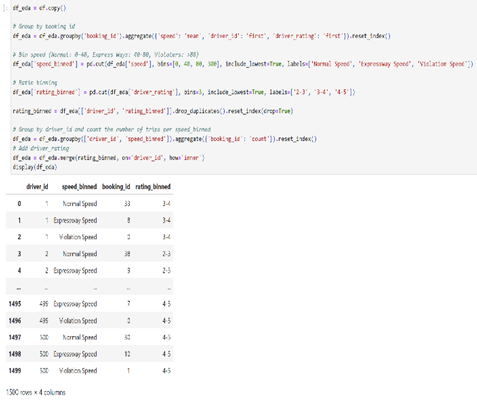 df_eda = df.copy()
# Group by booking id
df_eda = df_eda.groupby('booking_id').aggregate({'speed': 'mean', 'driver_id': 'first', 'driver_rating': 'first'}).reset_index()
# Bin speed (Normal: 0-40, Express Ways: 40-80, Violaters: >80)
df_eda['speed_binned'] = pd.cut(df_eda['speed'], bins=[0, 40, 80, 300], include_lowest=True, labels=['Normal Speed', 'Expressway Speed', 'Violation Speed'])
# Ratin binning
df_eda['rating_binned'] = pd.cut(df_eda['driver_rating'], bins=3, include_lowest=True, labels=['2-3', '3-4', '4-5'])
rating_binned = df_eda[['driver_id', 'rating_binned']].drop_duplicates().reset_index(drop=True)
# Group by driver_id and count the number of trips per speed_binned
df_eda = df_eda.groupby(['driver_id', 'speed_binned']).aggregate({'booking_id': 'count'}).reset_index()
# Add driver_rating
df_eda = df_eda.merge(rating_binned, on='driver_id', how='inner')
display(df_eda)
driver_id speed_binned booking_id rating_binned
0 1 Normal Speed 33 3-4
1 1 Expressway Speed 8 3-4
2 1 Violation Speed 0 3-4
3 2 Normal Speed 38 2-3
4 2 Expressway Speed 9 2-3
... ... ... ... ...
1495 499 Expressway Speed 7 4-5
1496 499 Violation Speed 0 4-5
1497 500 Normal Speed 30 4-5
1498 500 Expressway Speed 10 4-5
1499 500 Violation Speed 1 4-5
1500 rows × 4 columns